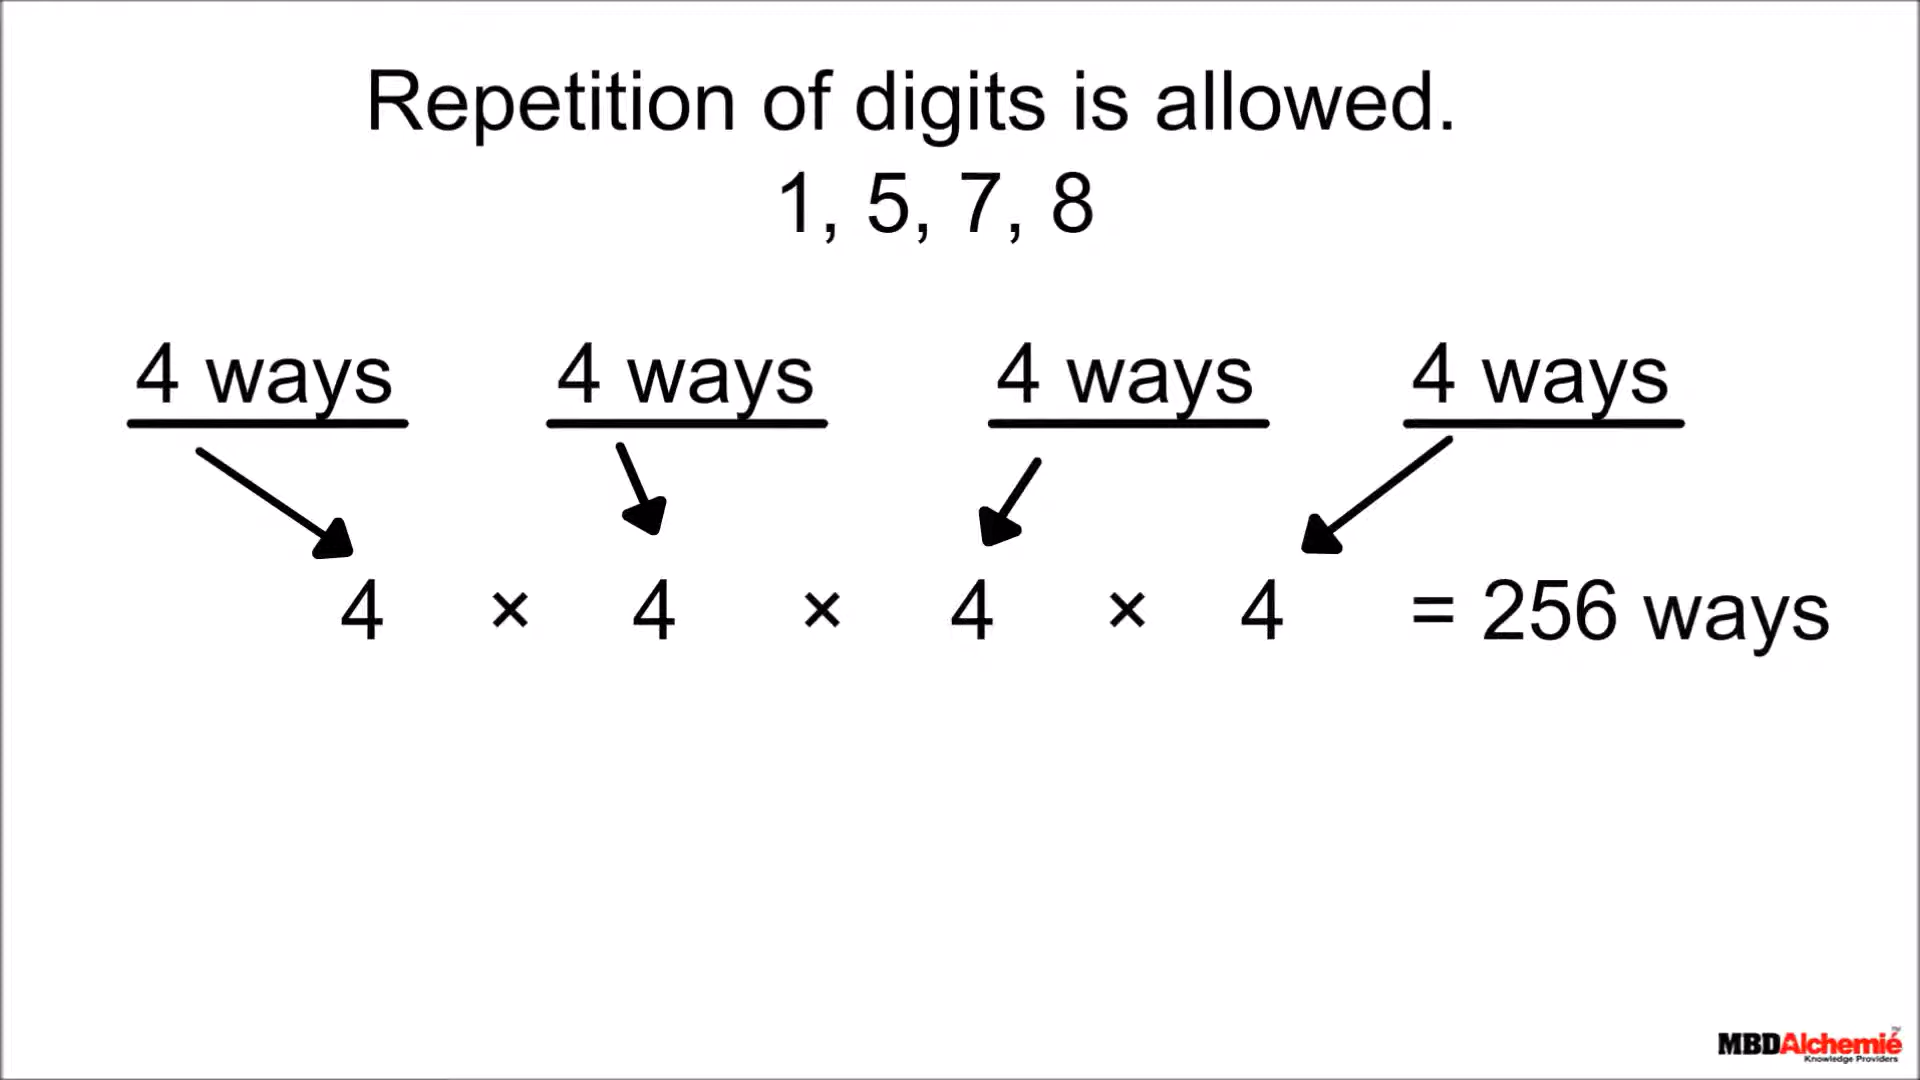 Repetition of digits is allowed.
1, 5, 7, 8
4 ways 4 ways 4 ways 4 ways
4 × 4 × 4 × 4 = 256 ways
MBDAlchemié™
Knowledge Providers